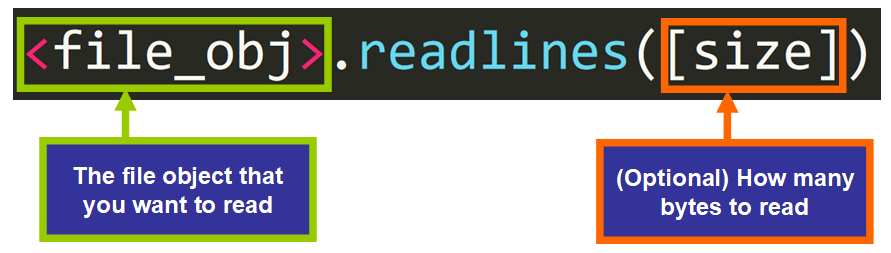 <file_obj>.readlines([size])
The file object that
you want to read
(Optional) How many
bytes to read